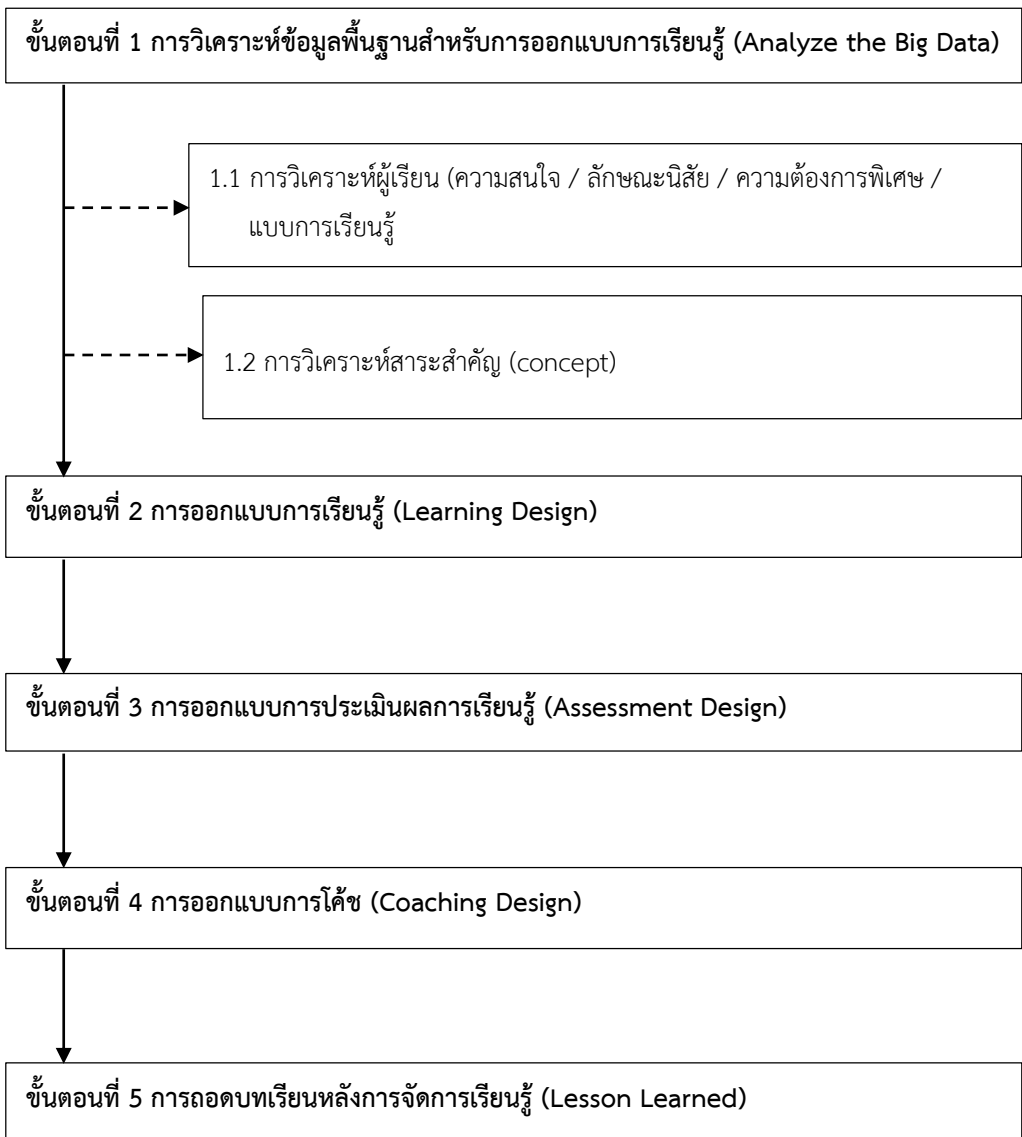 ขั้นตอนที่ 1 การวิเคราะห์ข้อมูลพื้นฐานสำหรับการออกแบบการเรียนรู้ (Analyze the Big Data)
1.1 การวิเคราะห์ผู้เรียน (ความสนใจ / ลักษณะนิสัย / ความต้องการพิเศษ /
แบบการเรียนรู้
1.2 การวิเคราะห์สาระสำคัญ (concept)
ขั้นตอนที่ 2 การออกแบบการเรียนรู้ (Learning Design)
ขั้นตอนที่ 3 การออกแบบการประเมินผลการเรียนรู้ (Assessment Design)
ขั้นตอนที่ 4 การออกแบบการโค้ช (Coaching Design)
ขั้นตอนที่ 5 การถอดบทเรียนหลังการจัดการเรียนรู้ (Lesson Learned)